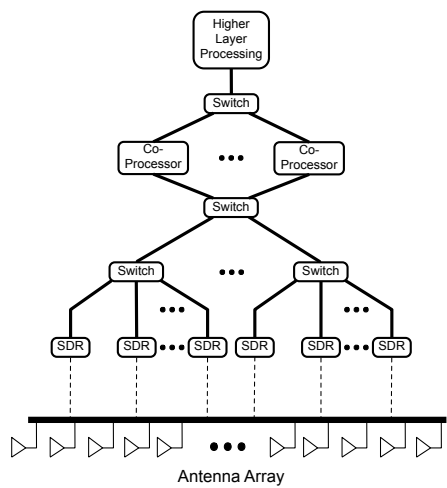 Higher
Layer
Processing
Switch
Co-
Processor
Co-
Processor
Switch
Switch
Switch
SDR
SDR
SDR
SDR
SDR
SDR
Antenna Array